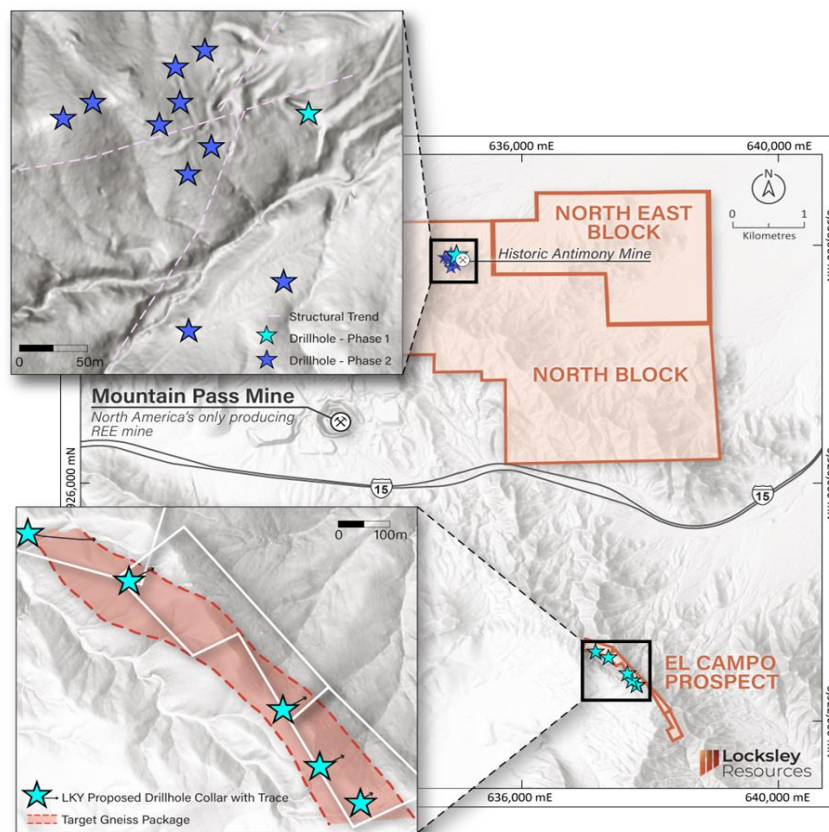 Structural Trend
Drillhole - Phase 1
Drillhole - Phase 2
0 50m
636,000 mE
640,000 mE
N
0 1
Kilometres
NORTH EAST
BLOCK
Historic Antimony Mine
NORTH BLOCK
Mountain Pass Mine
North America's only producing
REE mine
15
15
0 100m
LKY Proposed Drillhole Collar with Trace
Target Gneiss Package
EL CAMPO
PROSPECT
Locksley
Resources
636,000 mE
640,000 mE